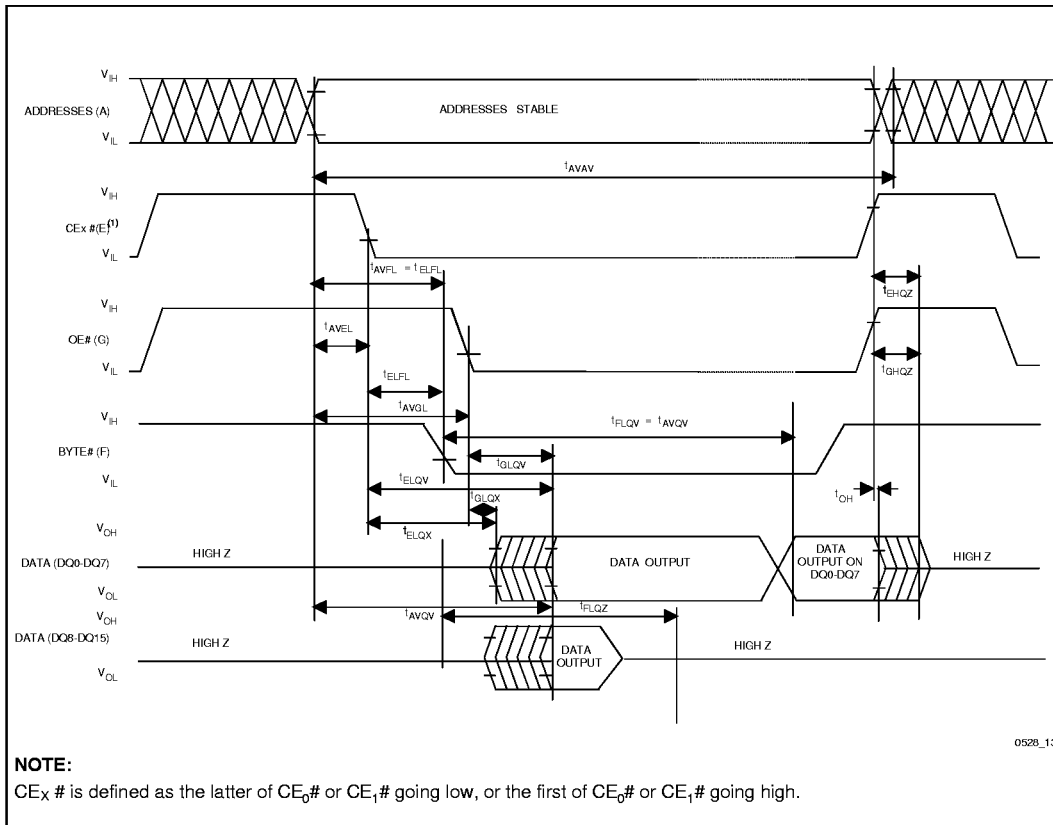 V_IH
ADDRESSES (A)
ADDRESSES STABLE
V_IL
t_AVAV
V_IH
CEx #(E)(1)
V_IL
t_AVFL = t_ELFL
t_EHQZ
V_IH
OE# (G)
t_AVEL
t_GHQZ
V_IL
t_ELFL
t_AVGL
V_IH
t_FLQV = t_AVQV
BYTE# (F)
t_GLQV
V_IL
t_ELQV
t_GLQX
t_OH
t_ELQX
V_OH
HIGH Z
DATA (DQ0-DQ7)
DATA OUTPUT
DATA
OUTPUT ON
DQ0-DQ7
HIGH Z
V_OL
t_AVQV
t_FLQZ
V_OH
DATA (DQ8-DQ15)
HIGH Z
DATA
OUTPUT
HIGH Z
V_OL
0528_13
NOTE:
CE_X # is defined as the latter of CE_0# or CE_1# going low, or the first of CE_0# or CE_1# going high.